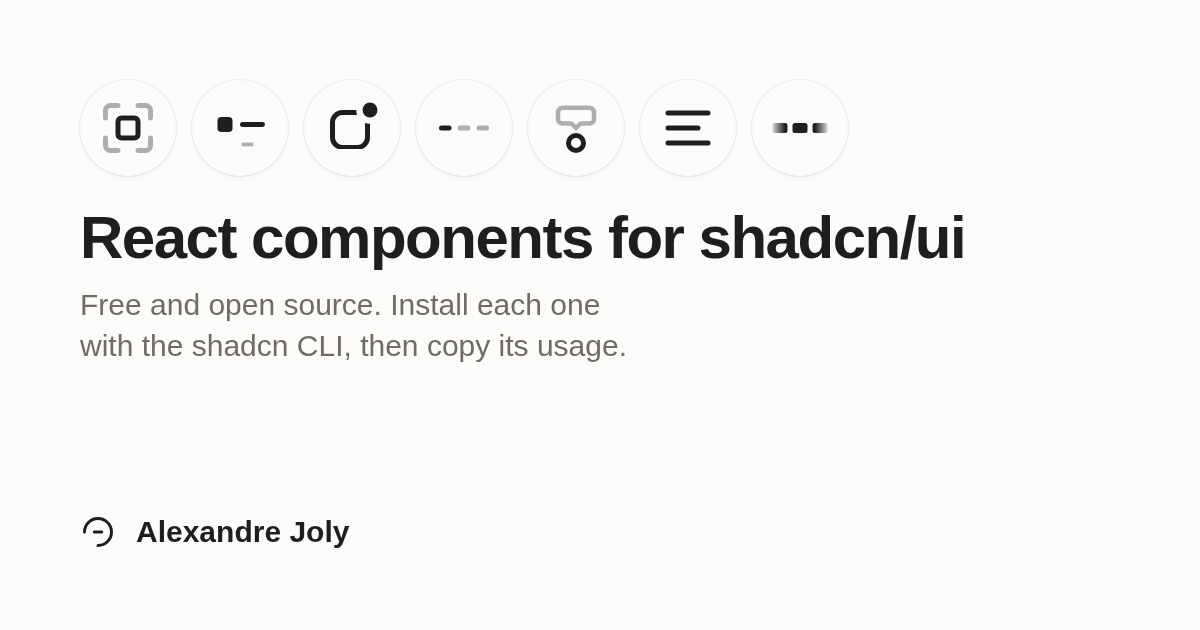 React components for shadcn/ui
Free and open source. Install each one
with the shadcn CLI, then copy its usage.
Alexandre Joly